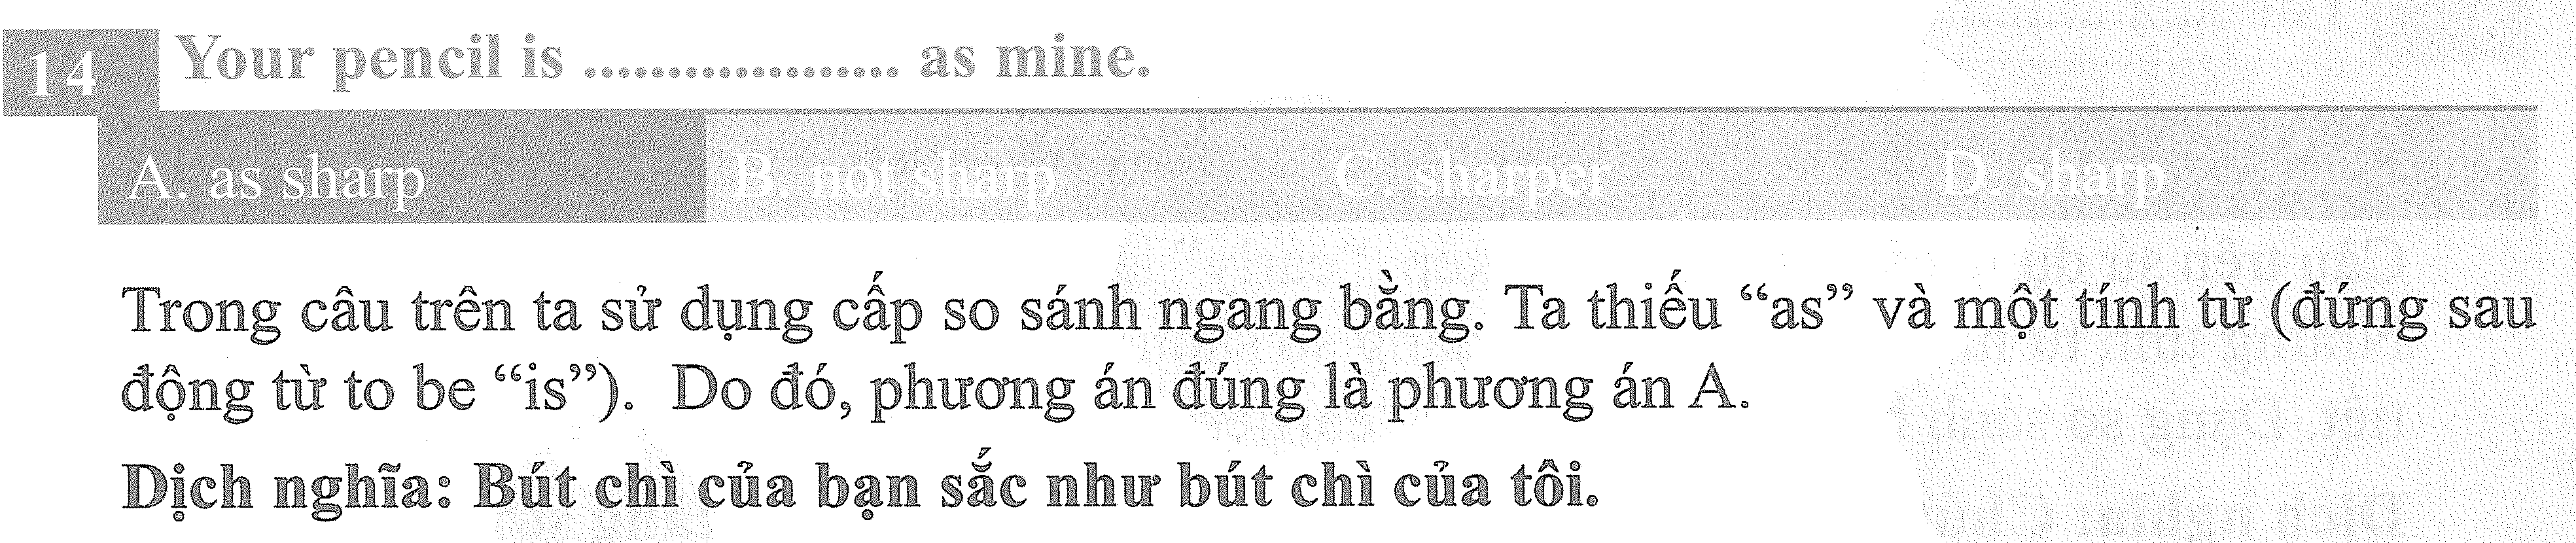 14 Your pencil is ................... as mine.
A. as sharp B. not sharp C. sharper D. sharp
Trong câu trên ta sử dụng cấp so sánh ngang bằng. Ta thiếu “as” và một tính từ (đứng sau
động từ to be “is”). Do đó, phương án đúng là phương án A.
Dịch nghĩa: Bút chì của bạn sắc như bút chì của tôi.